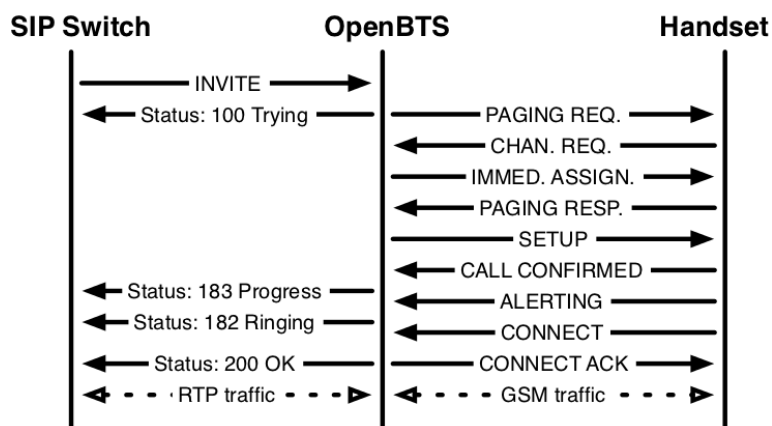 SIP Switch OpenBTS Handset
INVITE
Status: 100 Trying PAGING REQ.
CHAN. REQ.
IMMED. ASSIGN.
PAGING RESP.
SETUP
CALL CONFIRMED
Status: 183 Progress ALERTING
Status: 182 Ringing CONNECT
Status: 200 OK CONNECT ACK
RTP traffic GSM traffic